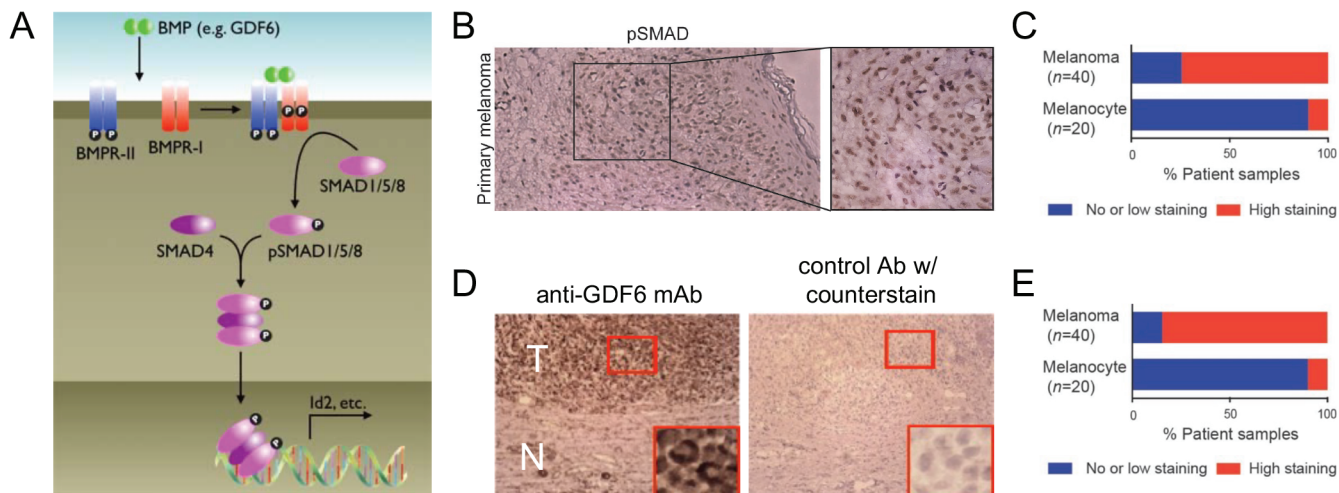 A
BMP (e.g. GDF6)
P P
BMPR-II
BMPR-I
P P
P P
SMAD1/5/8
SMAD4
P
pSMAD1/5/8
P
P
P
P
Id2, etc.
B
pSMAD
Primary melanoma
C
Melanoma
(n=40)
Melanocyte
(n=20)
0 50 100
% Patient samples
No or low staining High staining
D
anti-GDF6 mAb
control Ab w/
counterstain
T
N
E
Melanoma
(n=40)
Melanocyte
(n=20)
0 50 100
% Patient samples
No or low staining High staining